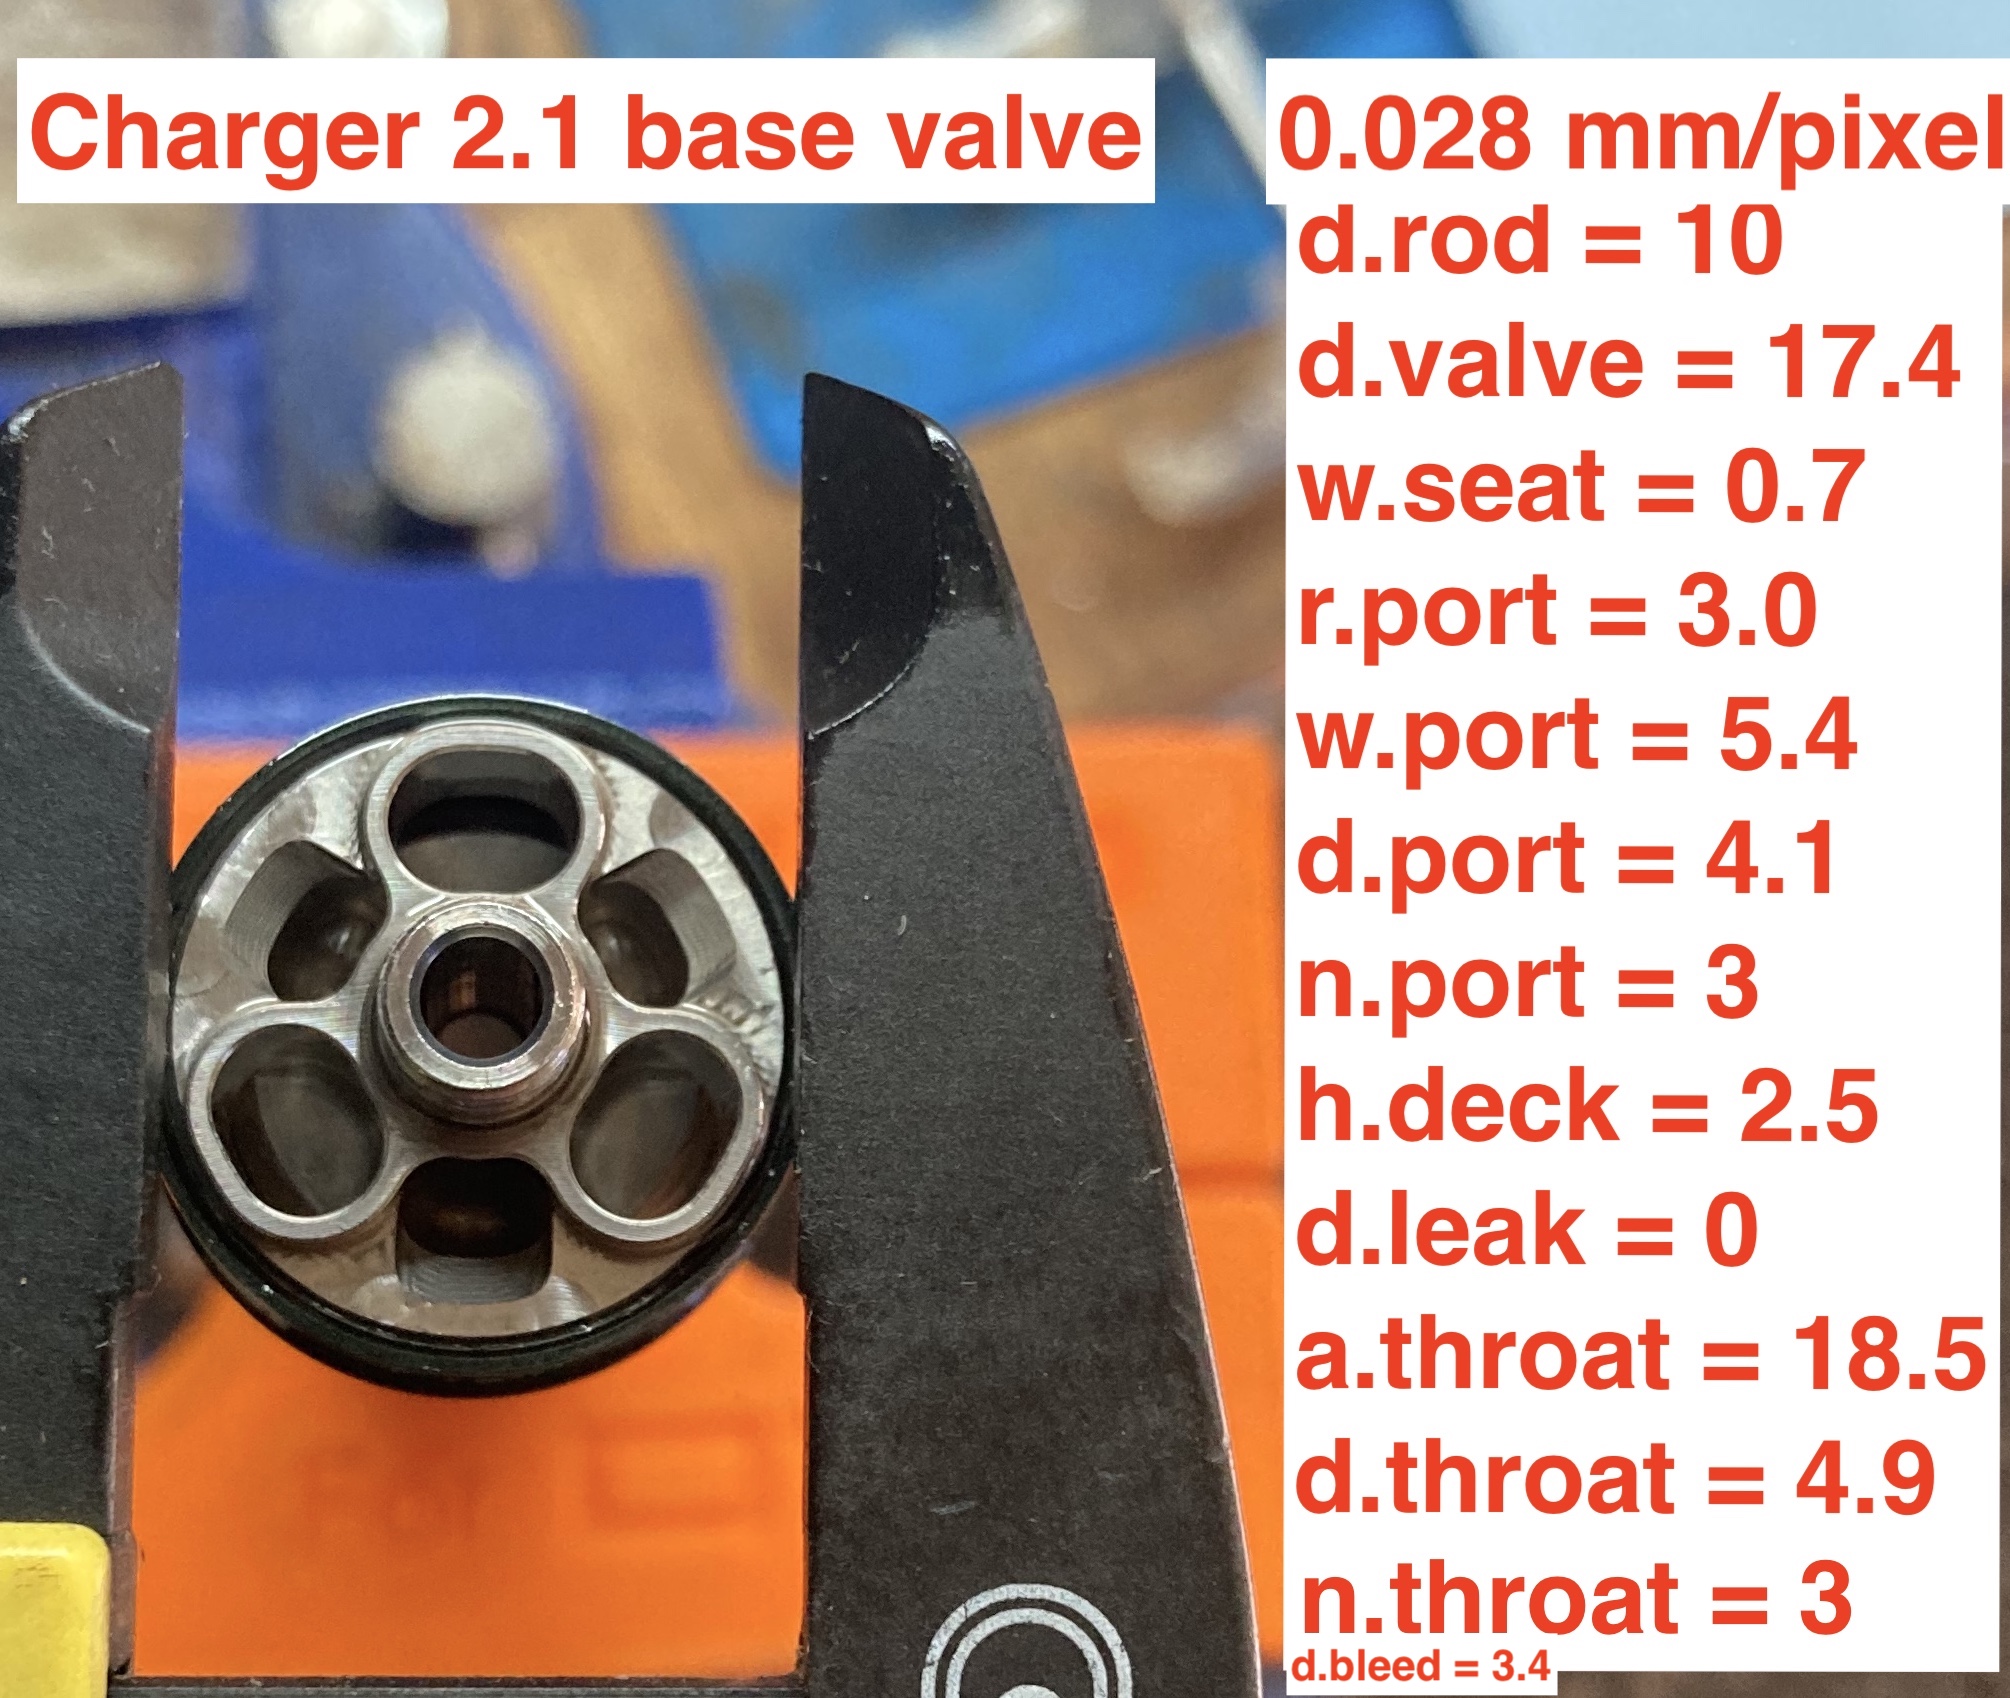 Charger 2.1 base valve
0.028 mm/pixel
d.rod = 10
d.valve = 17.4
w.seat = 0.7
r.port = 3.0
w.port = 5.4
d.port = 4.1
n.port = 3
h.deck = 2.5
d.leak = 0
a.throat = 18.5
d.throat = 4.9
n.throat = 3
d.bleed = 3.4